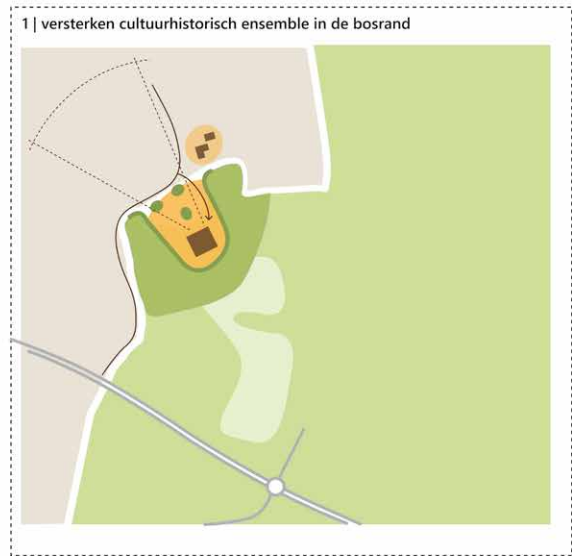 1 | versterken cultuurhistorisch ensemble in de bosrand